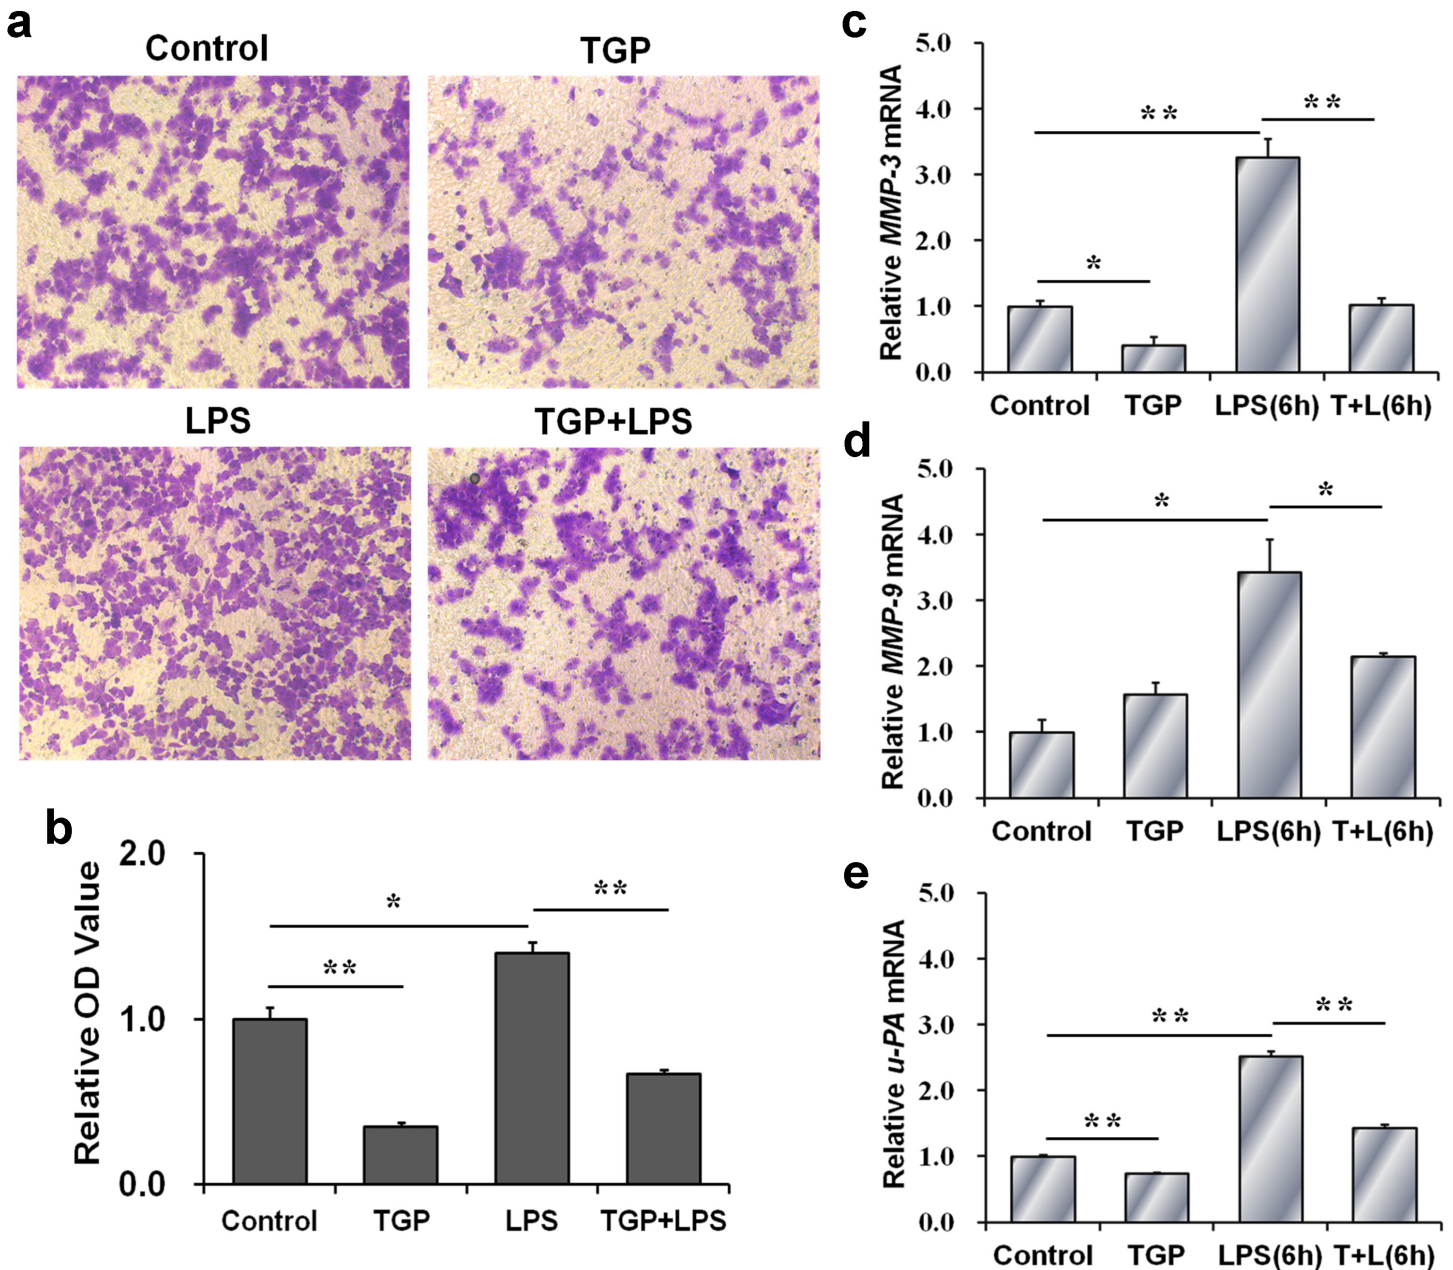 a
Control
TGP
LPS
TGP+LPS
b
Relative OD Value
2.0
1.0
0.0
*
**
**
Control
TGP
LPS
TGP+LPS
c
Relative MMP-3 mRNA
5.0
4.0
3.0
2.0
1.0
0.0
**
**
*
Control
TGP
LPS(6h)
T+L(6h)
d
Relative MMP-9 mRNA
5.0
4.0
3.0
2.0
1.0
0.0
*
*
Control
TGP
LPS(6h)
T+L(6h)
e
Relative u-PA mRNA
5.0
4.0
3.0
2.0
1.0
0.0
**
**
**
Control
TGP
LPS(6h)
T+L(6h)